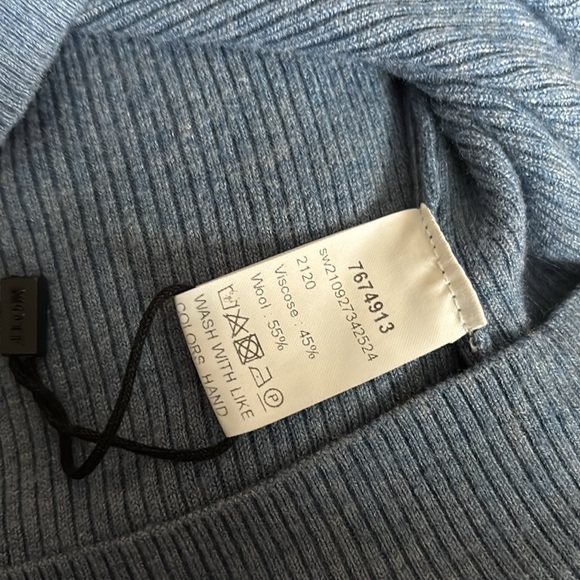 7674913
sw210927342524
2120
Viscose : 45%
Wool : 55%
P
WASH WITH LIKE
COLORS HAND